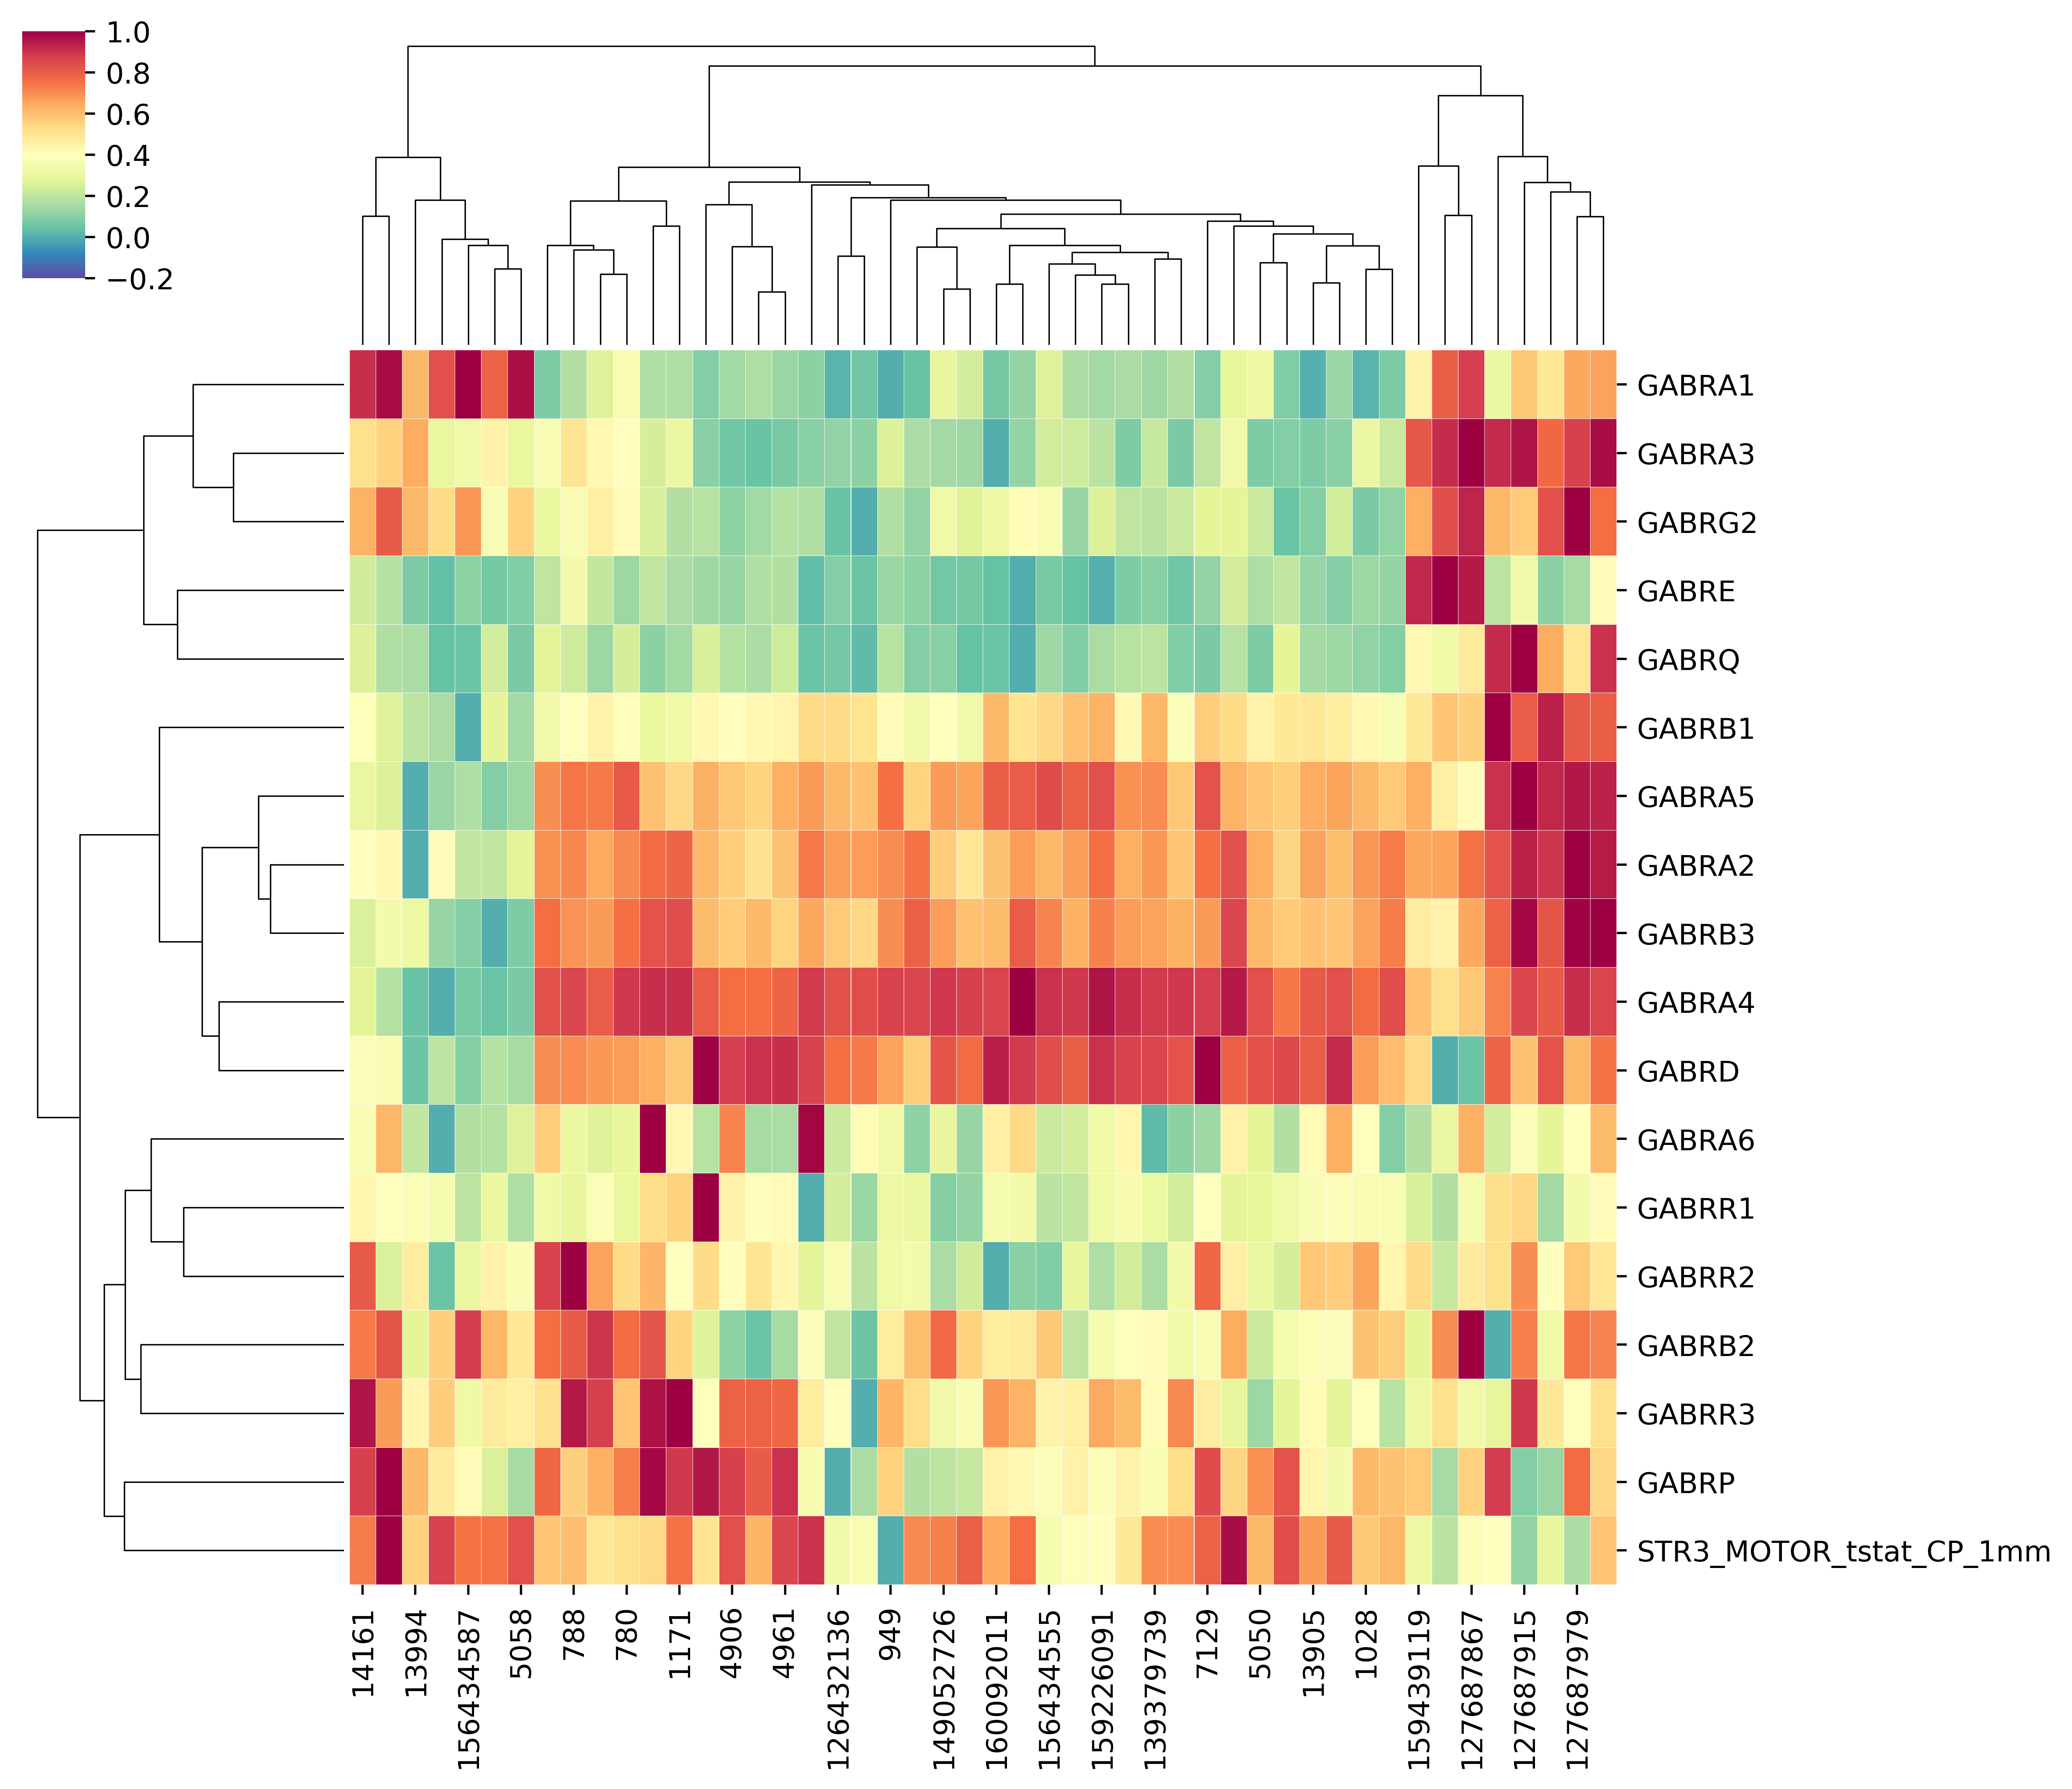 1.0
0.8
0.6
0.4
0.2
0.0
−0.2
GABRA1
GABRA3
GABRG2
GABRE
GABRQ
GABRB1
GABRA5
GABRA2
GABRB3
GABRA4
GABRD
GABRA6
GABRR1
GABRR2
GABRB2
GABRR3
GABRP
STR3_MOTOR_tstat_CP_1mm
14161
13994
156434587
5058
788
780
1171
4906
4961
126432136
949
149052726
160092011
156434555
159226091
139379739
7129
5050
13905
1028
159439119
127687867
127687915
127687979